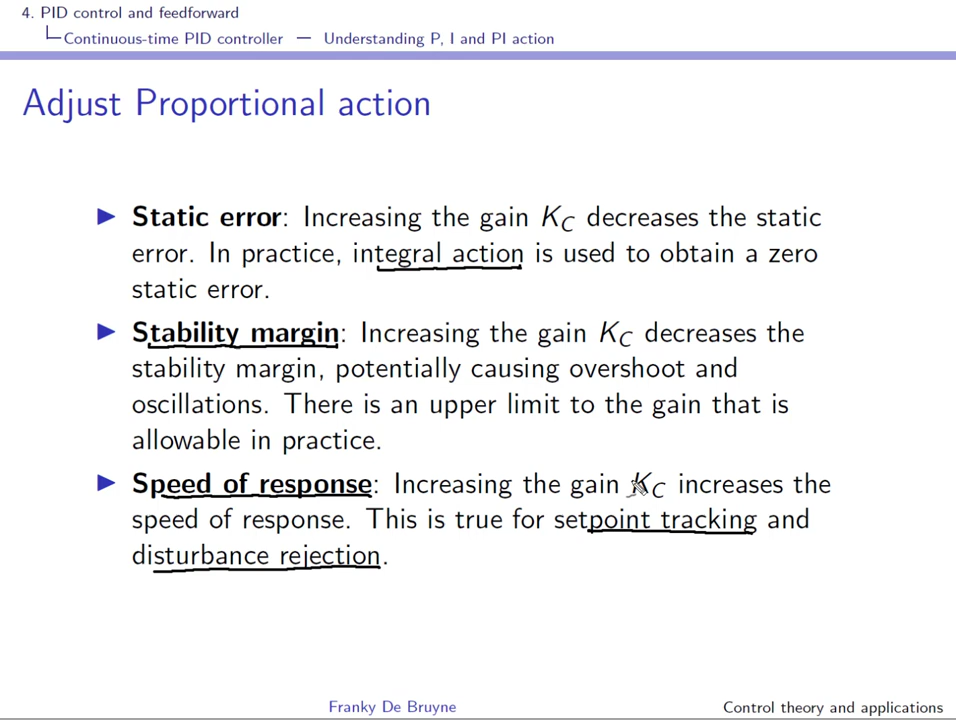 4. PID control and feedforward
Continuous-time PID controller — Understanding P, I and PI action
Adjust Proportional action
▶ Static error: Increasing the gain K_C decreases the static
error. In practice, integral action is used to obtain a zero
static error.
▶ Stability margin: Increasing the gain K_C decreases the
stability margin, potentially causing overshoot and
oscillations. There is an upper limit to the gain that is
allowable in practice.
▶ Speed of response: Increasing the gain K_C increases the
speed of response. This is true for setpoint tracking and
disturbance rejection.
Franky De Bruyne
Control theory and applications